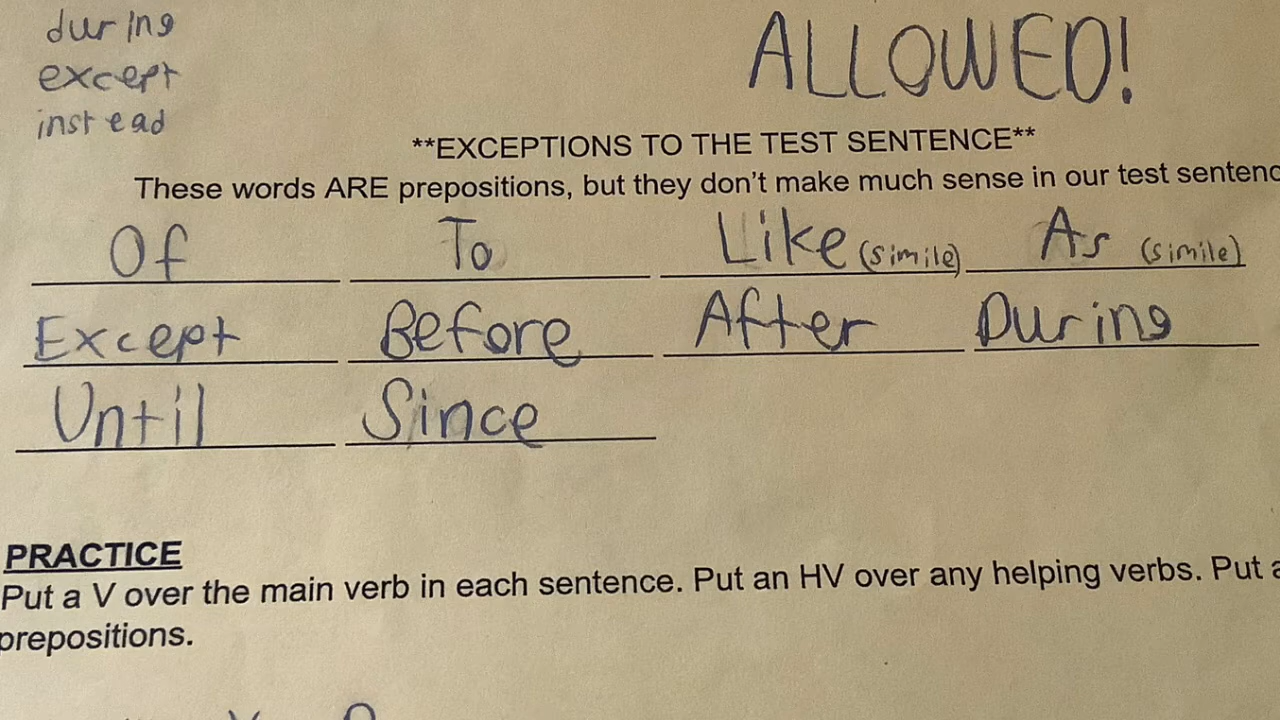 during
except
instead
ALLOWED!
**EXCEPTIONS TO THE TEST SENTENCE**
These words ARE prepositions, but they don't make much sense in our test sentenc
Of To Like (simile) As (simile)
Except Before After During
Until Since
PRACTICE
Put a V over the main verb in each sentence. Put an HV over any helping verbs. Put a
prepositions.